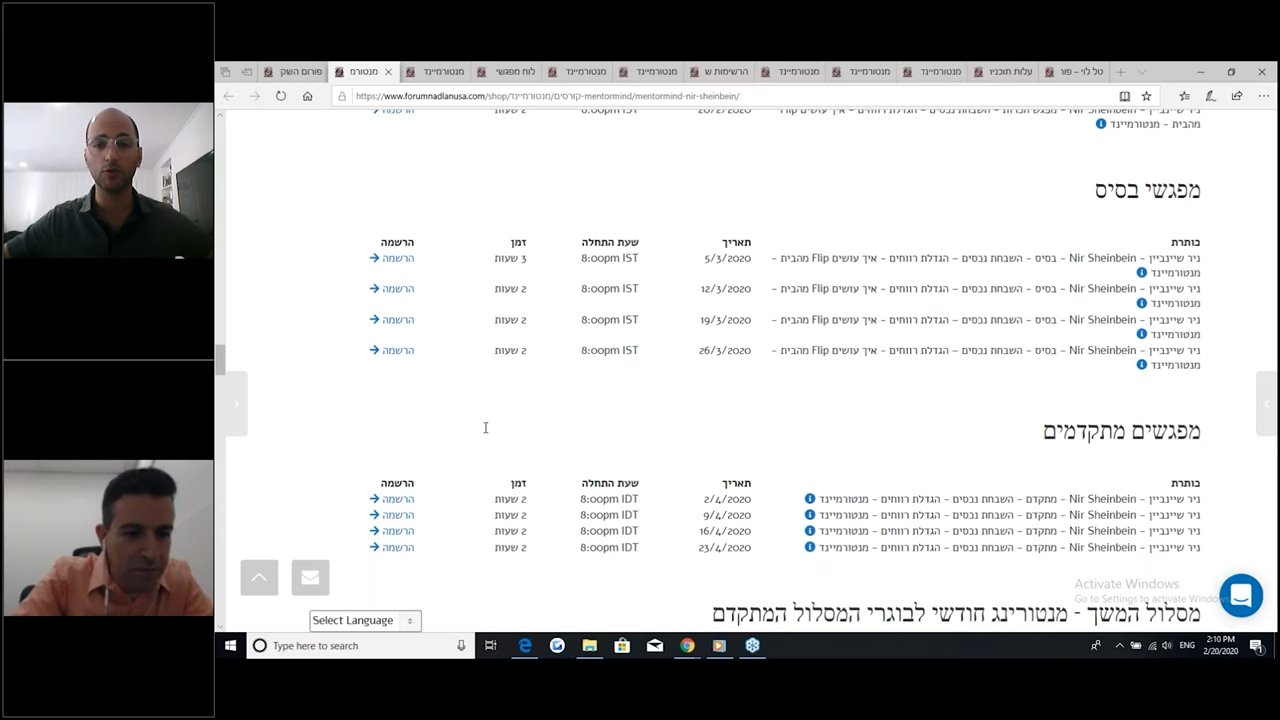 פורום השקי
מנטורמ
מנטורמיינד
לוח מפגשי
מנטורמיינד
מנטורמיינד
הרשימות ש
מנטורמיינד
מנטורמיינד
מנטורמיינד
עלות תוכניו
טל לוי – פור
https://www.forumnadlanusa.com/shop/מנטורמיינד/קורסים-mentormind/mentormind-nir-sheinbein/
מהבית - מנטורמיינד
מפגשי בסיס
כותרת תאריך שעת התחלה זמן הרשמה
ניר שיינביין – Nir Sheinbein - בסיס - השבחת נכסים – הגדלת רווחים - איך עושים Flip מהבית - 5/3/2020 8:00pm IST 3 שעות הרשמה
מנטורמיינד
ניר שיינביין – Nir Sheinbein - בסיס - השבחת נכסים – הגדלת רווחים - איך עושים Flip מהבית - 12/3/2020 8:00pm IST 2 שעות הרשמה
מנטורמיינד
ניר שיינביין – Nir Sheinbein - בסיס - השבחת נכסים – הגדלת רווחים - איך עושים Flip מהבית - 19/3/2020 8:00pm IST 2 שעות הרשמה
מנטורמיינד
ניר שיינביין – Nir Sheinbein - בסיס - השבחת נכסים – הגדלת רווחים - איך עושים Flip מהבית - 26/3/2020 8:00pm IST 2 שעות הרשמה
מנטורמיינד
מפגשים מתקדמים
כותרת תאריך שעת התחלה זמן הרשמה
ניר שיינביין – Nir Sheinbein - מתקדם - השבחת נכסים - הגדלת רווחים - מנטורמיינד 2/4/2020 8:00pm IDT 2 שעות הרשמה
ניר שיינביין – Nir Sheinbein - מתקדם - השבחת נכסים - הגדלת רווחים - מנטורמיינד 9/4/2020 8:00pm IDT 2 שעות הרשמה
ניר שיינביין – Nir Sheinbein - מתקדם - השבחת נכסים - הגדלת רווחים - מנטורמיינד 16/4/2020 8:00pm IDT 2 שעות הרשמה
ניר שיינביין – Nir Sheinbein - מתקדם - השבחת נכסים - הגדלת רווחים - מנטורמיינד 23/4/2020 8:00pm IDT 2 שעות הרשמה
Activate Windows
Go to Settings to activate Windows
מסלול המשך - מנטורינג חודשי לבוגרי המסלול המתקדם
Select Language
Type here to search
ENG
2:10 PM
2/20/2020